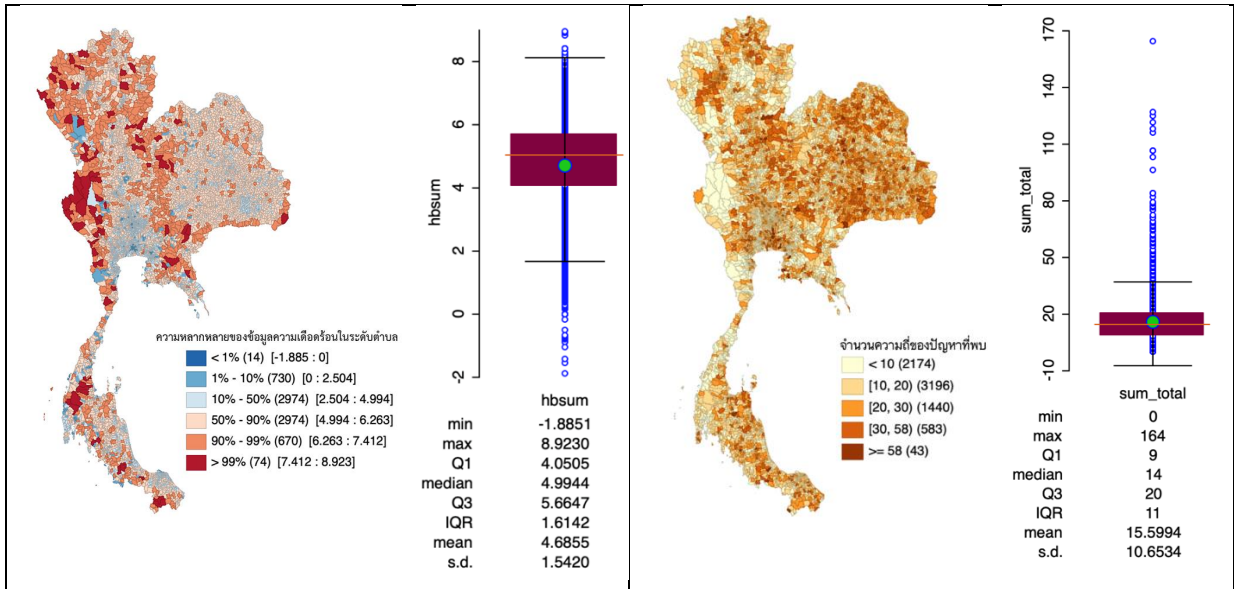 8
6
4
2
0
-2
hbsum
ความหลากหลายของข้อมูลความเดือดร้อนในระดับตำบล
< 1% (14) [-1.885 : 0]
1% - 10% (730) [0 : 2.504]
10% - 50% (2974) [2.504 : 4.994]
50% - 90% (2974) [4.994 : 6.263]
90% - 99% (670) [6.263 : 7.412]
> 99% (74) [7.412 : 8.923]
hbsum
min -1.8851
max 8.9230
Q1 4.0505
median 4.9944
Q3 5.6647
IQR 1.6142
mean 4.6855
s.d. 1.5420
170
140
110
80
50
20
-10
sum_total
จำนวนความถี่ของปัญหาที่พบ
< 10 (2174)
[10, 20) (3196)
[20, 30) (1440)
[30, 58) (583)
>= 58 (43)
sum_total
min 0
max 164
Q1 9
median 14
Q3 20
IQR 11
mean 15.5994
s.d. 10.6534